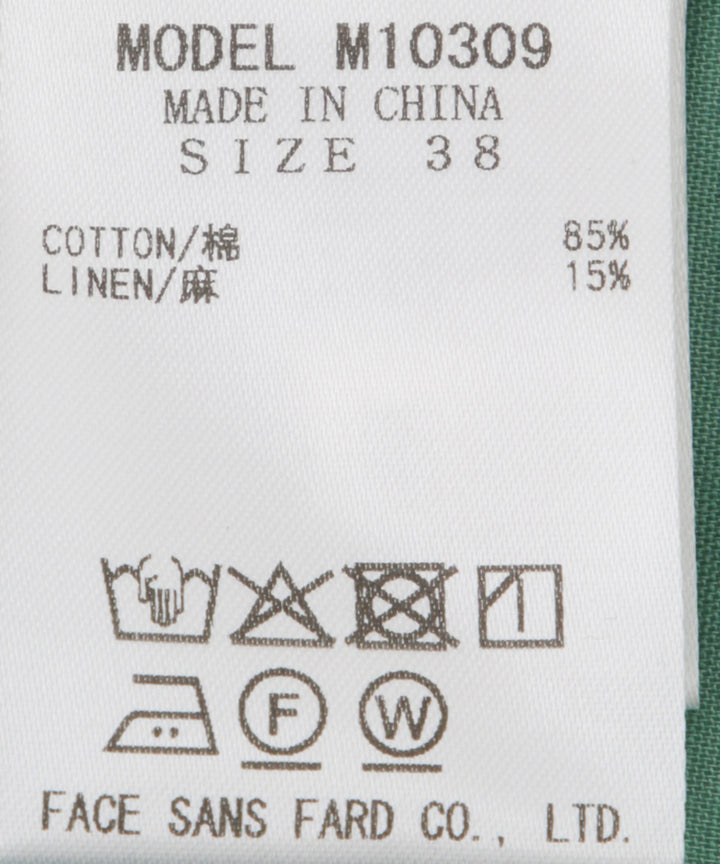 MODEL M10309
MADE IN CHINA
SIZE 38
COTTON/棉 85%
LINEN/麻 15%
F W
FACE SANS FARD CO., LTD.